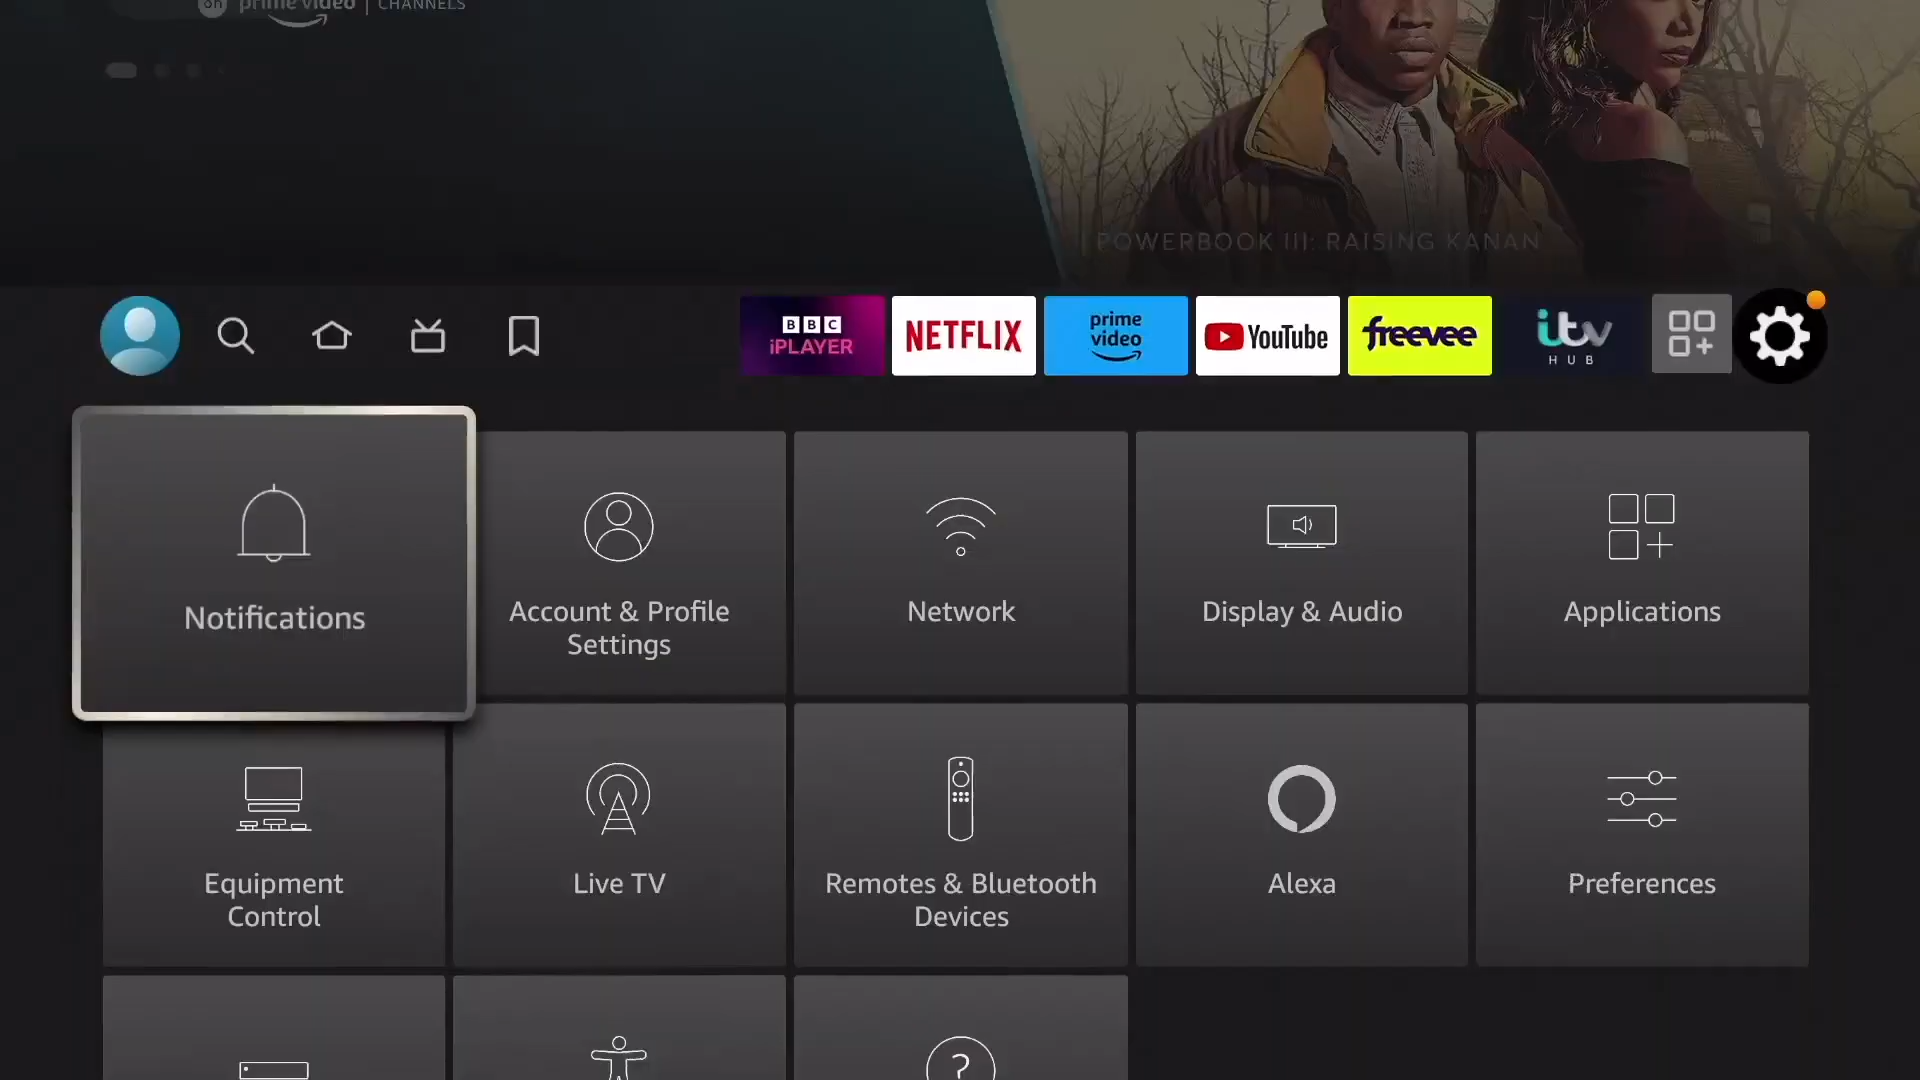 on prime video | CHANNELS
POWERBOOK III: RAISING KANAN
BBC
iPLAYER
NETFLIX
prime
video
YouTube
freevee
itv
HUB
Notifications
Account & Profile
Settings
Network
Display & Audio
Applications
Equipment
Control
Live TV
Remotes & Bluetooth
Devices
Alexa
Preferences
?